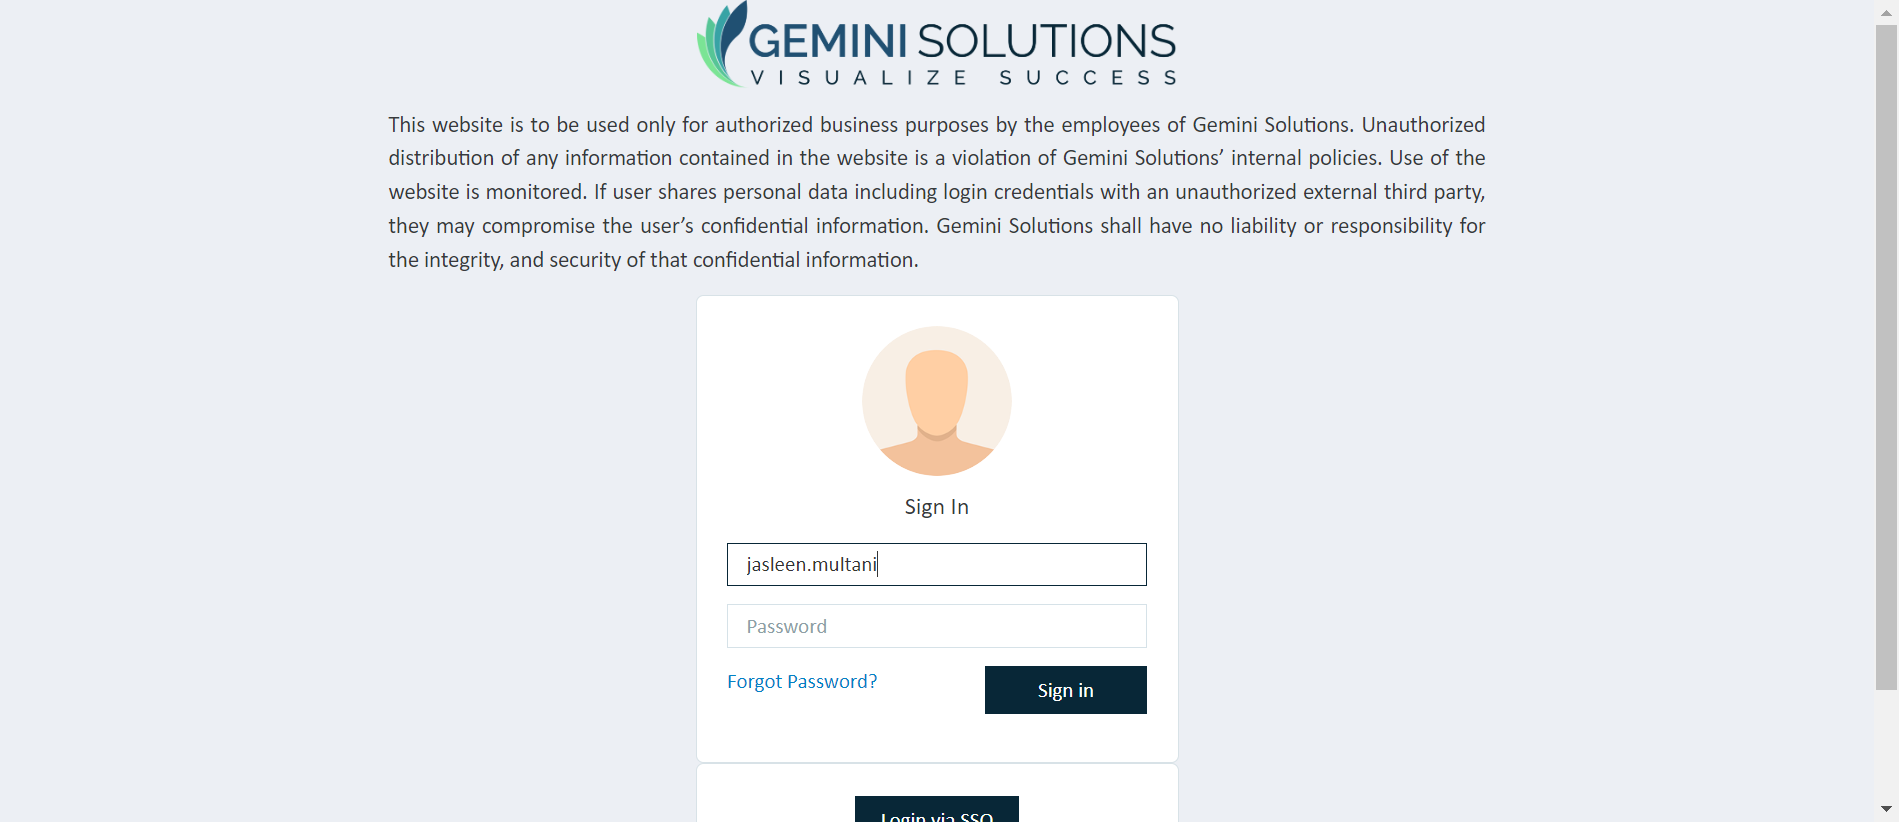 GEMINI SOLUTIONS
VISUALIZE SUCCESS
This website is to be used only for authorized business purposes by the employees of Gemini Solutions. Unauthorized
distribution of any information contained in the website is a violation of Gemini Solutions’ internal policies. Use of the
website is monitored. If user shares personal data including login credentials with an unauthorized external third party,
they may compromise the user’s confidential information. Gemini Solutions shall have no liability or responsibility for
the integrity, and security of that confidential information.
Sign In
jasleen.multani
Password
Forgot Password?
Sign in
Login via SSO